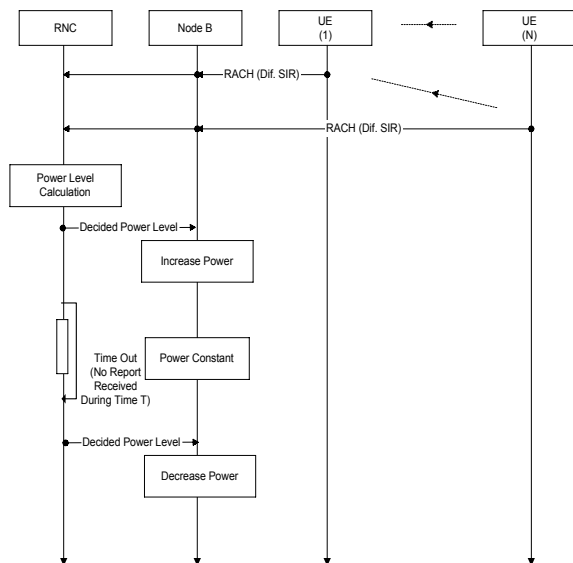 RNC
Node B
UE
(1)
UE
(N)
RACH (Dif. SIR)
RACH (Dif. SIR)
Power Level
Calculation
Decided Power Level
Increase Power
Time Out
(No Report
Received
During Time T)
Power Constant
Decided Power Level
Decrease Power